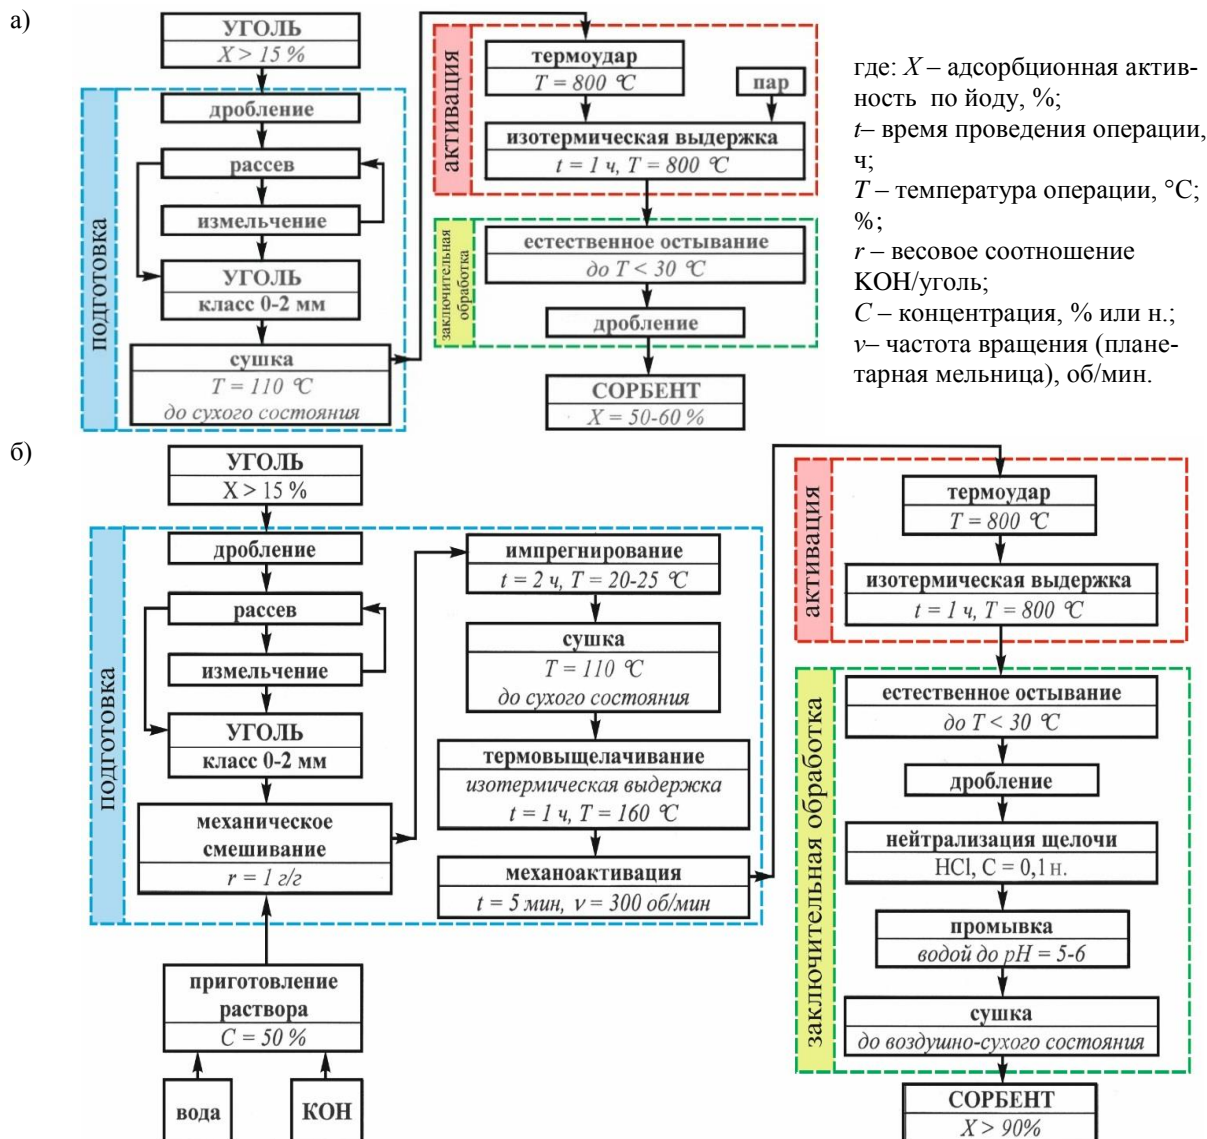 а)
УГОЛЬ
X > 15 %
подготовка
дробление
рассев
измельчение
УГОЛЬ
класс 0-2 мм
сушка
T = 110 ℃
до сухого состояния
активация
термоудар
T = 800 ℃
пар
изотермическая выдержка
t = 1 ч, T = 800 ℃
заключительная
обработка
естественное остывание
до T < 30 ℃
дробление
СОРБЕНТ
X = 50-60 %
где: X – адсорбционная актив-
ность по йоду, %;
t– время проведения операции,
ч;
T – температура операции, °С;
%;
r – весовое соотношение
КОН/уголь;
C – концентрация, % или н.;
ν– частота вращения (плане-
тарная мельница), об/мин.
б)
УГОЛЬ
X > 15 %
подготовка
дробление
рассев
измельчение
УГОЛЬ
класс 0-2 мм
механическое
смешивание
r = 1 г/г
приготовление
раствора
C = 50 %
вода
КОН
импрегнирование
t = 2 ч, T = 20-25 ℃
сушка
T = 110 ℃
до сухого состояния
термовыщелачивание
изотермическая выдержка
t = 1 ч, T = 160 ℃
механоактивация
t = 5 мин, ν = 300 об/мин
активация
термоудар
T = 800 ℃
изотермическая выдержка
t = 1 ч, T = 800 ℃
заключительная обработка
естественное остывание
до T < 30 ℃
дробление
нейтрализация щелочи
HCl, C = 0,1 н.
промывка
водой до pH = 5-6
сушка
до воздушно-сухого состояния
СОРБЕНТ
X > 90%